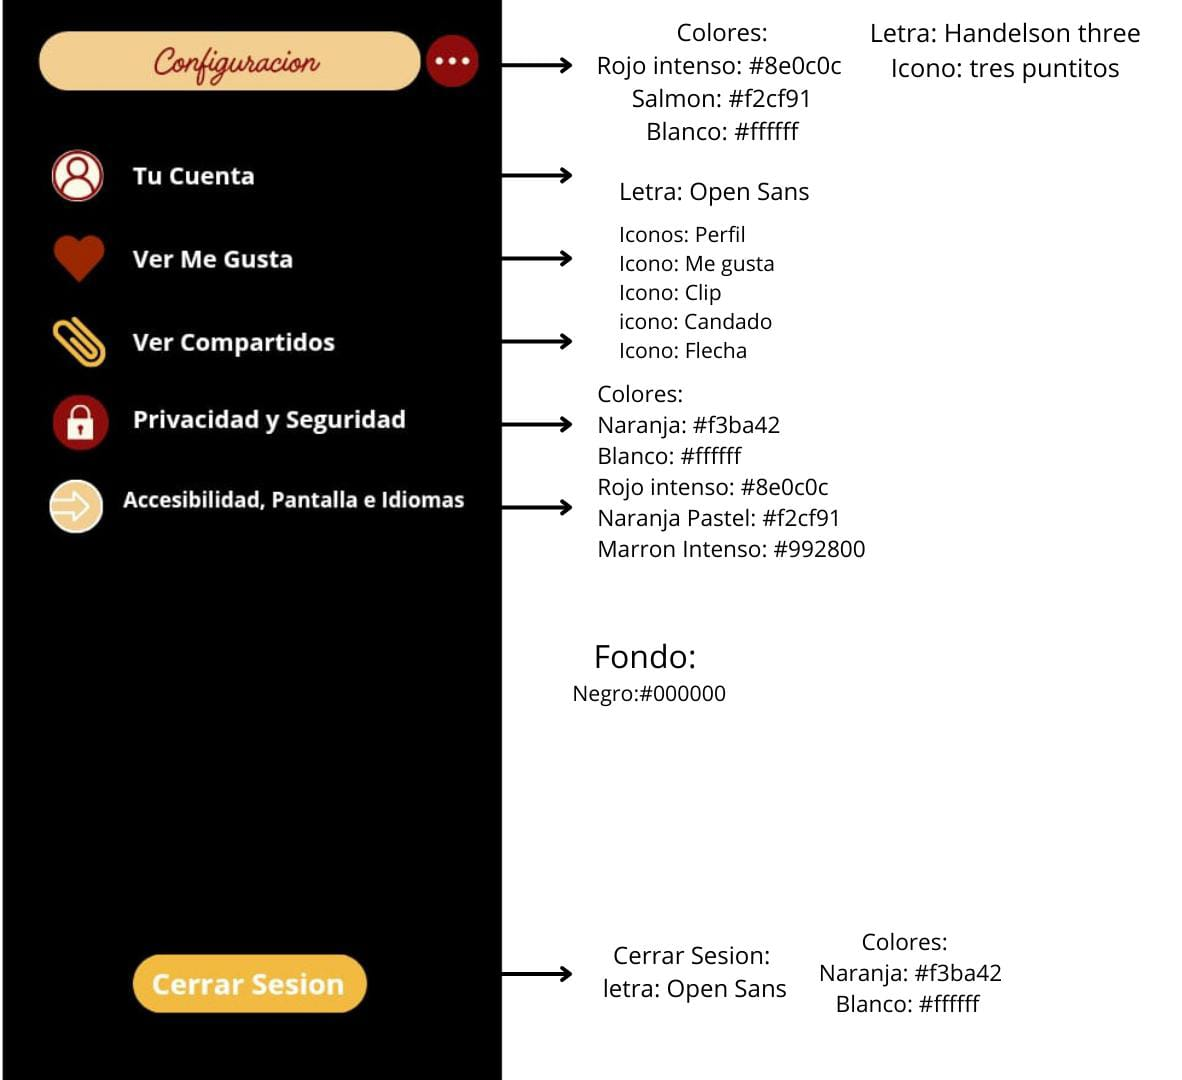 Configuracion
Tu Cuenta
Ver Me Gusta
Ver Compartidos
Privacidad y Seguridad
Accesibilidad, Pantalla e Idiomas
Cerrar Sesion
Colores:
Rojo intenso: #8e0c0c
Salmon: #f2cf91
Blanco: #ffffff
Letra: Handelson three
Icono: tres puntitos
Letra: Open Sans
Iconos: Perfil
Icono: Me gusta
Icono: Clip
icono: Candado
Icono: Flecha
Colores:
Naranja: #f3ba42
Blanco: #ffffff
Rojo intenso: #8e0c0c
Naranja Pastel: #f2cf91
Marron Intenso: #992800
Fondo:
Negro:#000000
Cerrar Sesion:
letra: Open Sans
Colores:
Naranja: #f3ba42
Blanco: #ffffff